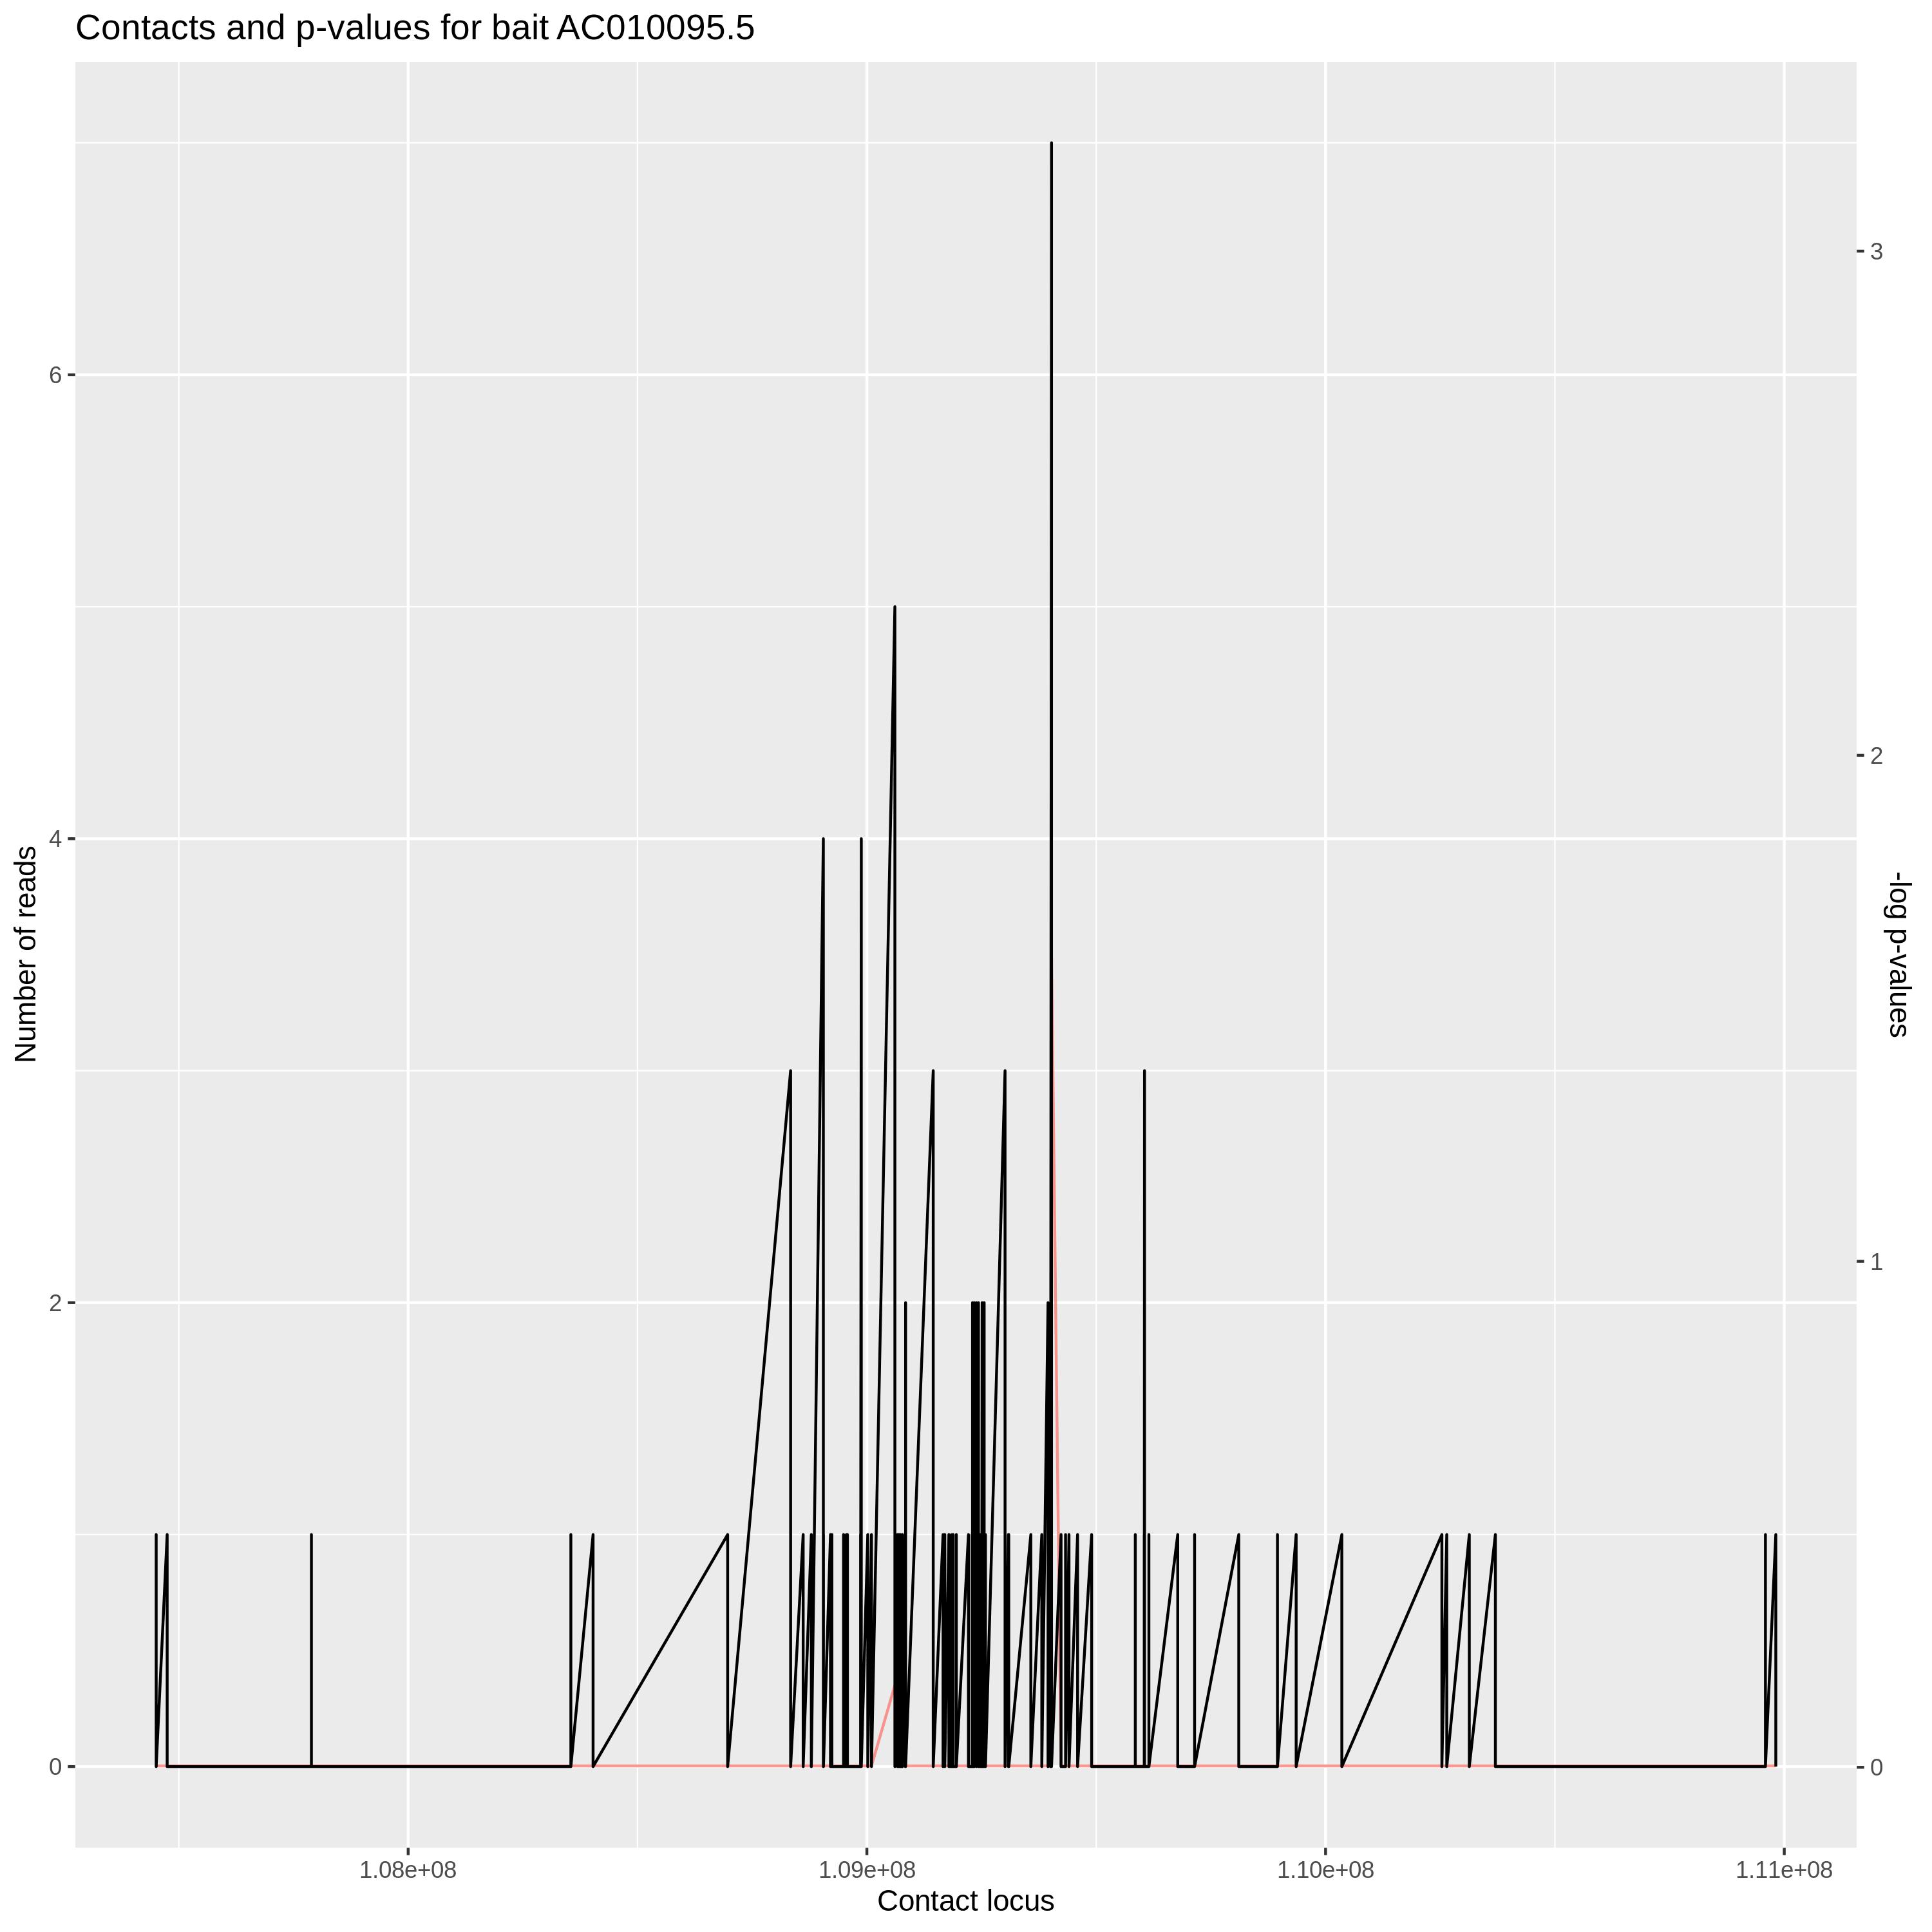 Contacts and p-values for bait AC010095.5
Number of reads
6
4
2
0
3
2
1
0
-log p-values
1.08e+08
1.09e+08
1.10e+08
1.11e+08
Contact locus